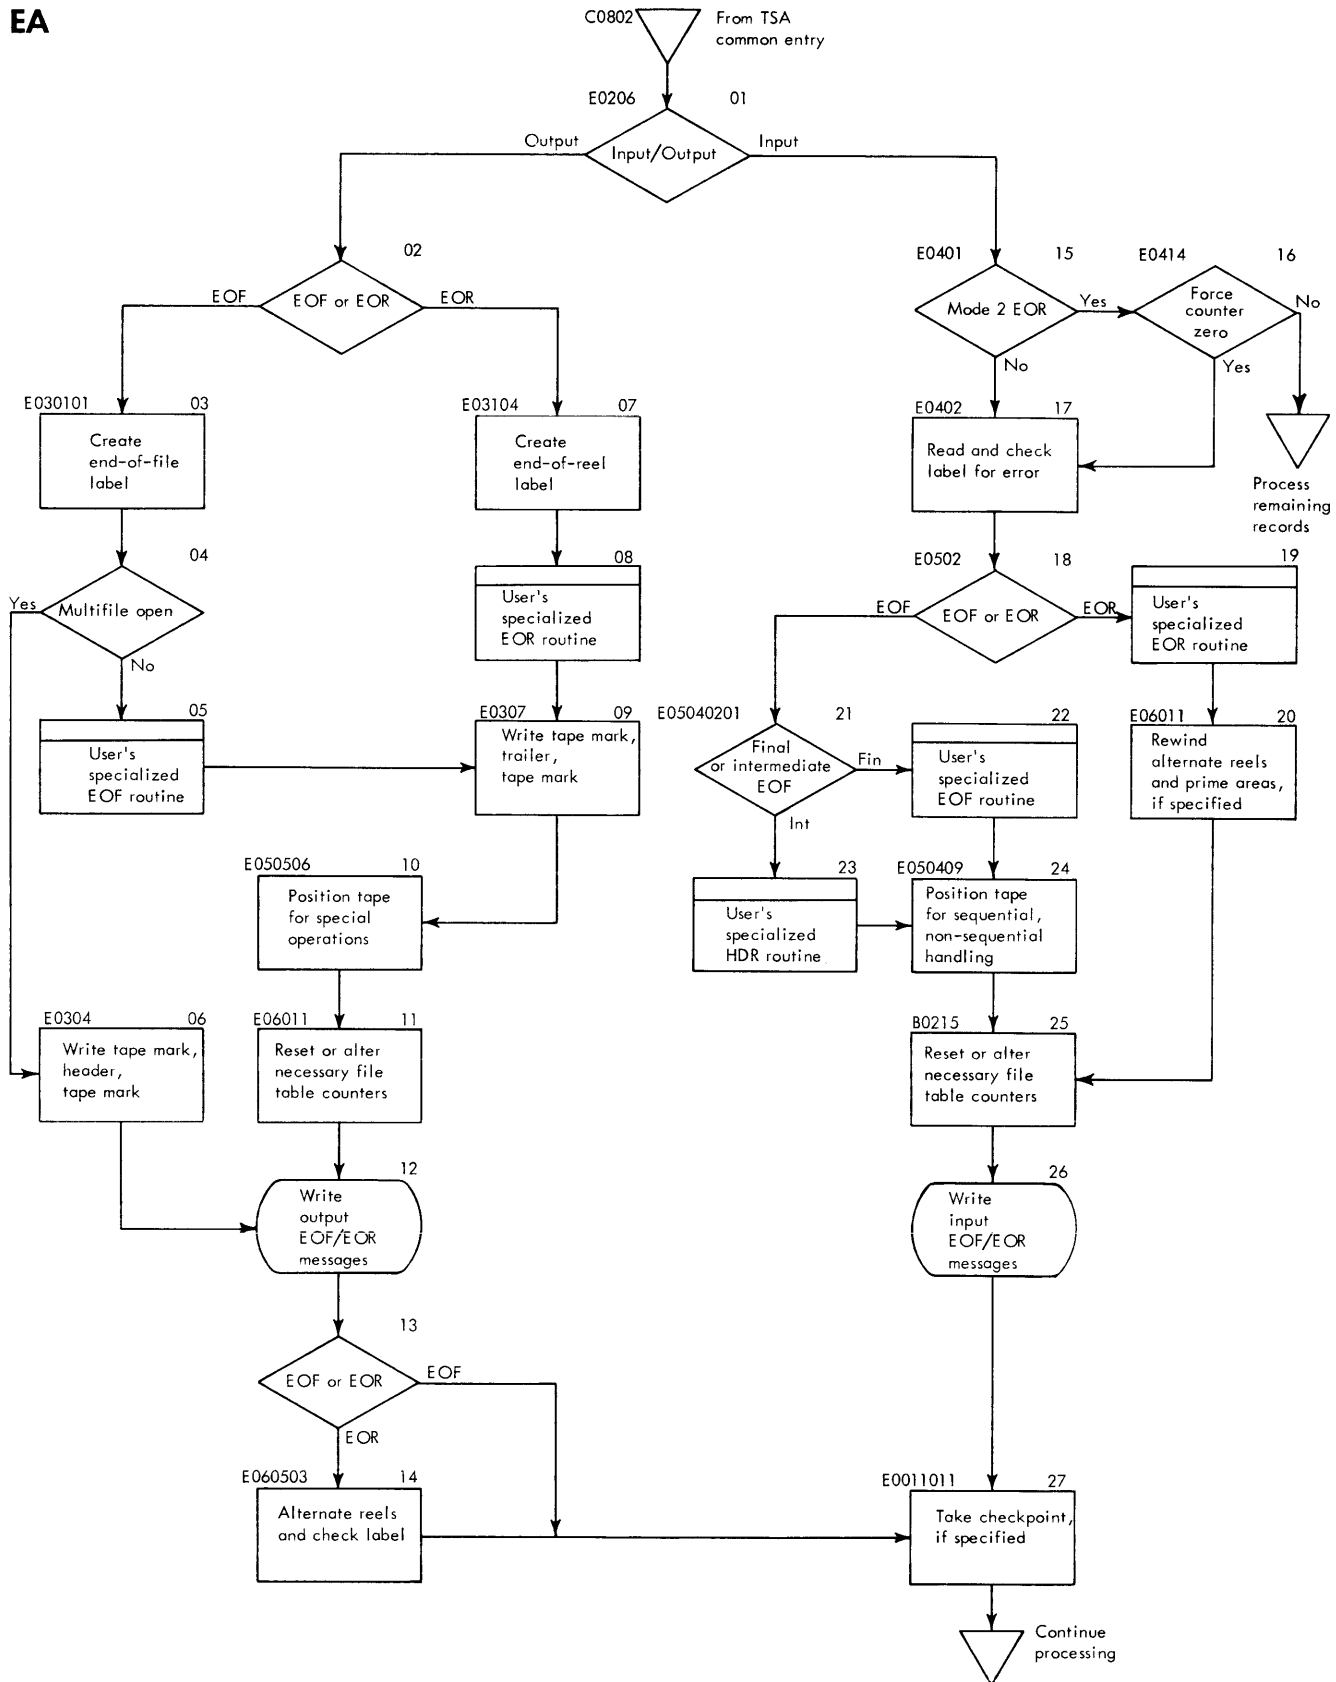 EA
C0802
From TSA
common entry
E0206
01
Output
Input/Output
Input
02
EOF
EOF or EOR
EOR
E0401
15
Mode 2 EOR
Yes
No
E0414
16
Force
counter
zero
No
Yes
E030101
03
Create
end-of-file
label
E03104
07
Create
end-of-reel
label
E0402
17
Read and check
label for error
Process
remaining
records
04
Yes
Multifile open
No
08
User's
specialized
EOR routine
E0502
18
EOF
EOF or EOR
EOR
19
User's
specialized
EOR routine
05
User's
specialized
EOF routine
E0307
09
Write tape mark,
trailer,
tape mark
E05040201
21
Final
or intermediate
EOF
Fin
Int
22
User's
specialized
EOF routine
E06011
20
Rewind
alternate reels
and prime areas,
if specified
E050506
10
Position tape
for special
operations
23
User's
specialized
HDR routine
E050409
24
Position tape
for sequential,
non-sequential
handling
E0304
06
Write tape mark,
header,
tape mark
E06011
11
Reset or alter
necessary file
table counters
B0215
25
Reset or alter
necessary file
table counters
12
Write
output
EOF/EOR
messages
26
Write
input
EOF/EOR
messages
13
EOF or EOR
EOF
EOR
E060503
14
Alternate reels
and check label
E0011011
27
Take checkpoint,
if specified
Continue
processing